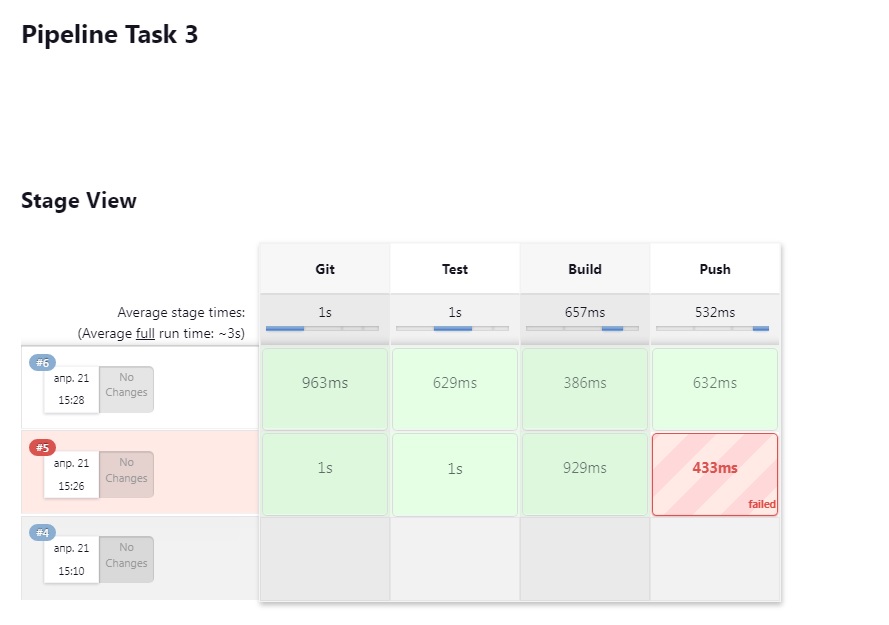 Pipeline Task 3
Stage View
Git Test Build Push
Average stage times: 1s 1s 657ms 532ms
(Average full run time: ~3s)
#6
апр. 21 No
15:28 Changes
963ms 629ms 386ms 632ms
#5
апр. 21 No
15:26 Changes
1s 1s 929ms 433ms
failed
#4
апр. 21 No
15:10 Changes